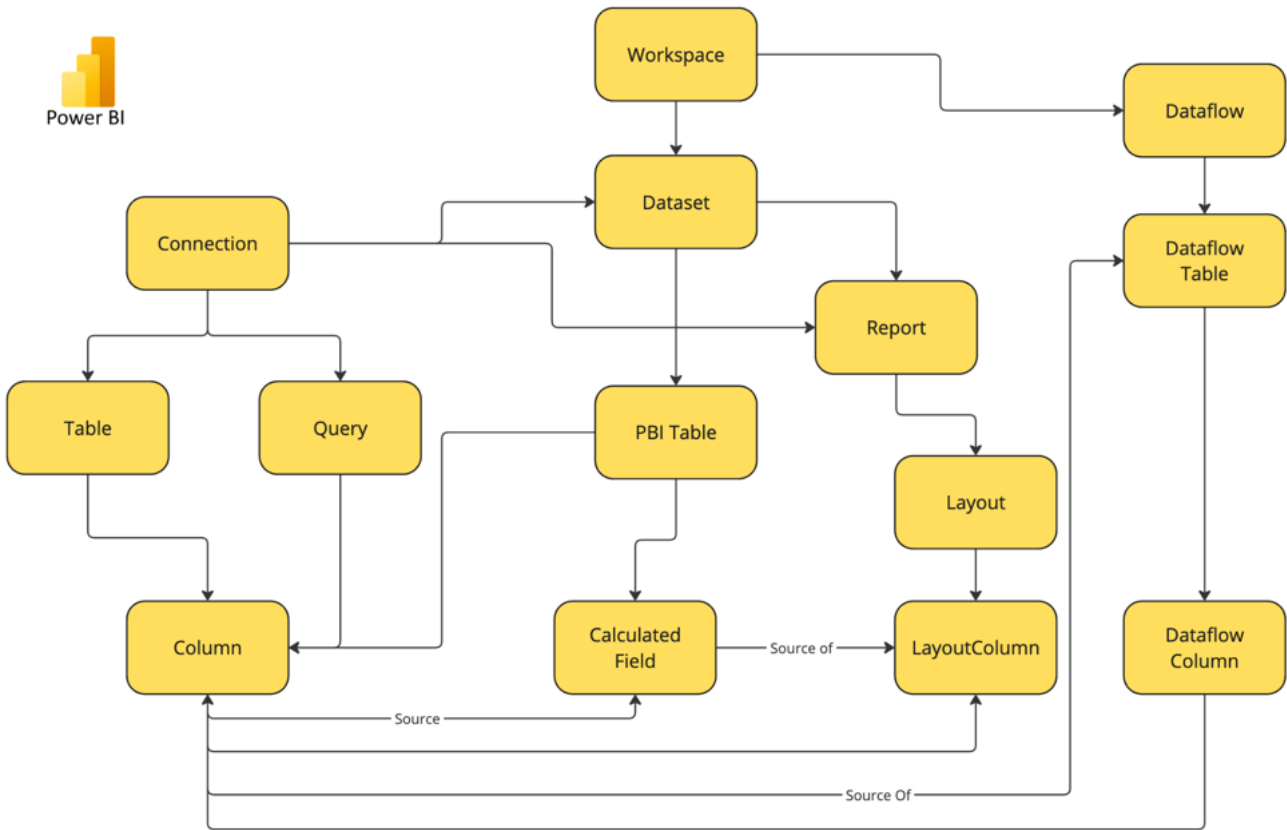 Workspace
Dataflow
Power BI
Dataset
Connection
Dataflow
Table
Report
Table
Query
PBI Table
Layout
Column
Calculated
Field
Source of
LayoutColumn
Dataflow
Column
Source
Source Of